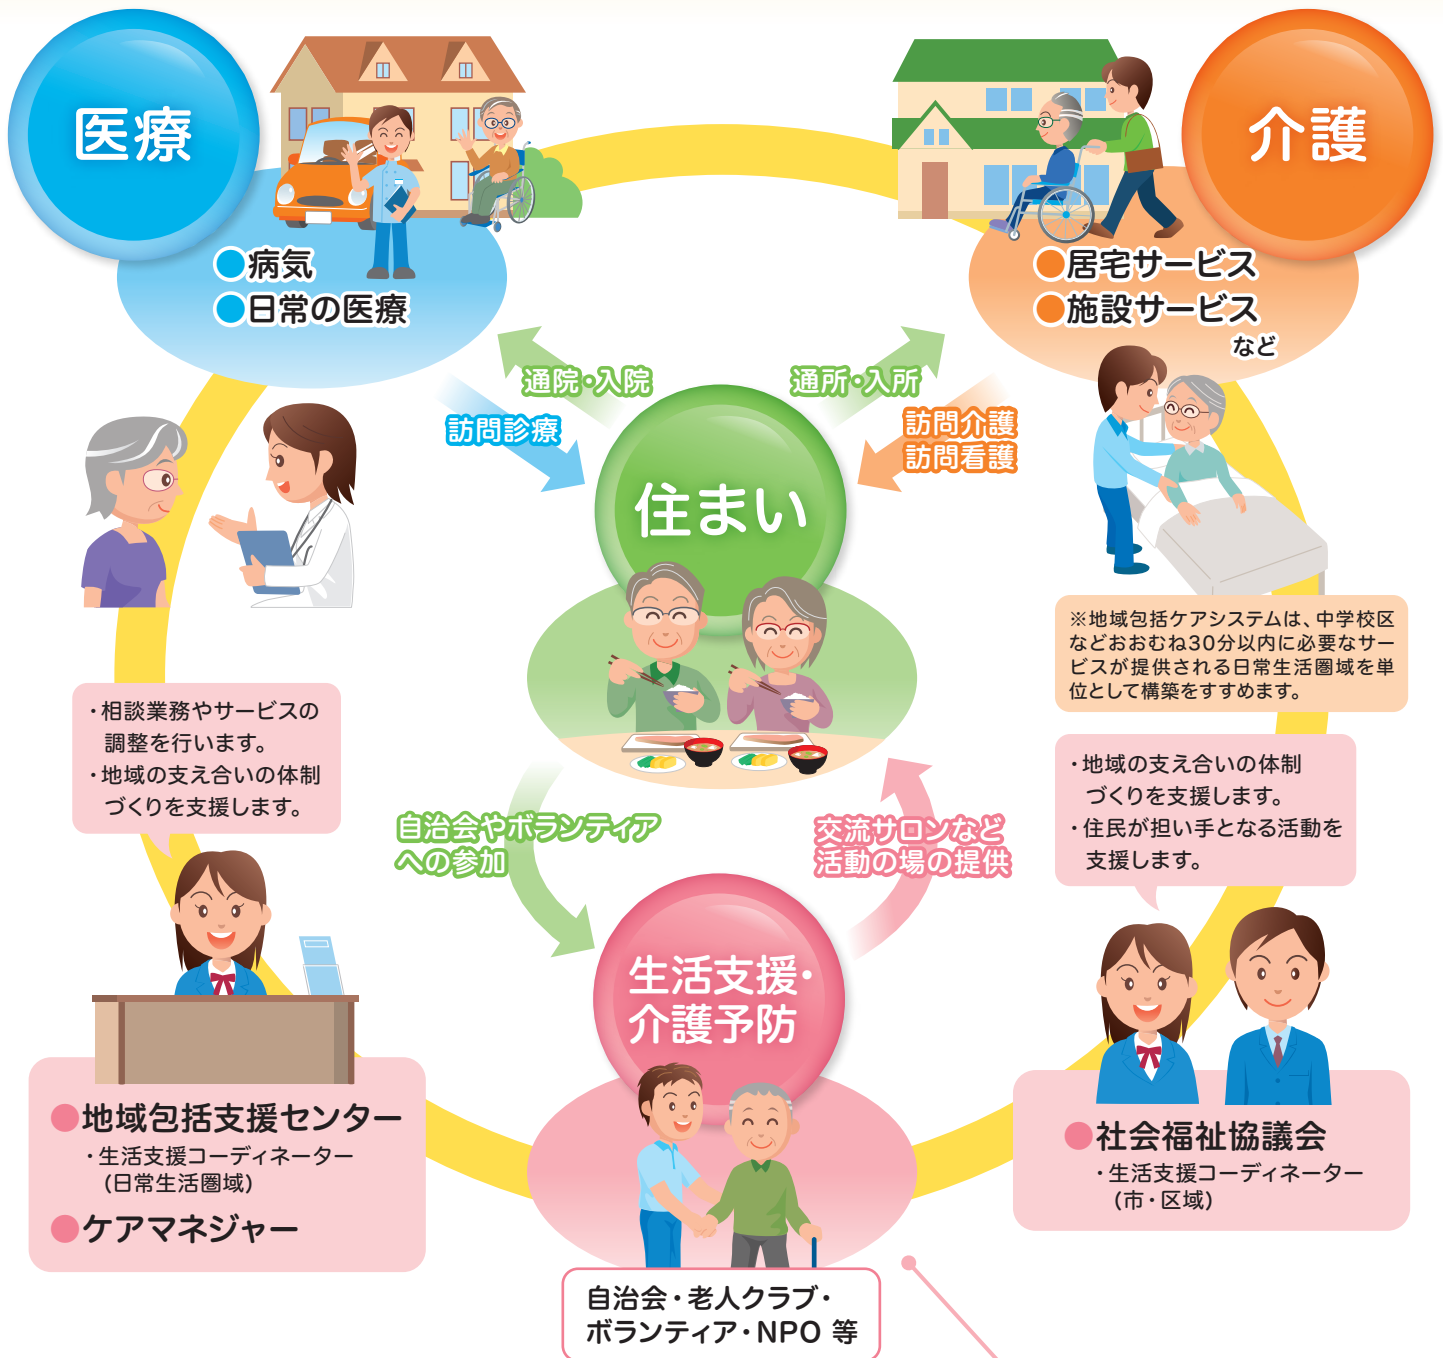 医療
介護
●病気
●日常の医療
●居宅サービス
●施設サービス
など
通院・入院
訪問診療
通所・入所
訪問介護
訪問看護
住まい
※地域包括ケアシステムは、中学校区
などおおむね30分以内に必要なサー
ビスが提供される日常生活圏域を単
位として構築をすすめます。
・相談業務やサービスの
調整を行います。
・地域の支え合いの体制
づくりを支援します。
・地域の支え合いの体制
づくりを支援します。
・住民が担い手となる活動を
支援します。
自治会やボランティア
への参加
交流サロンなど
活動の場の提供
生活支援・
介護予防
●地域包括支援センター
・生活支援コーディネーター
(日常生活圏域)
●ケアマネジャー
●社会福祉協議会
・生活支援コーディネーター
(市・区域)
自治会・老人クラブ・
ボランティア・NPO 等